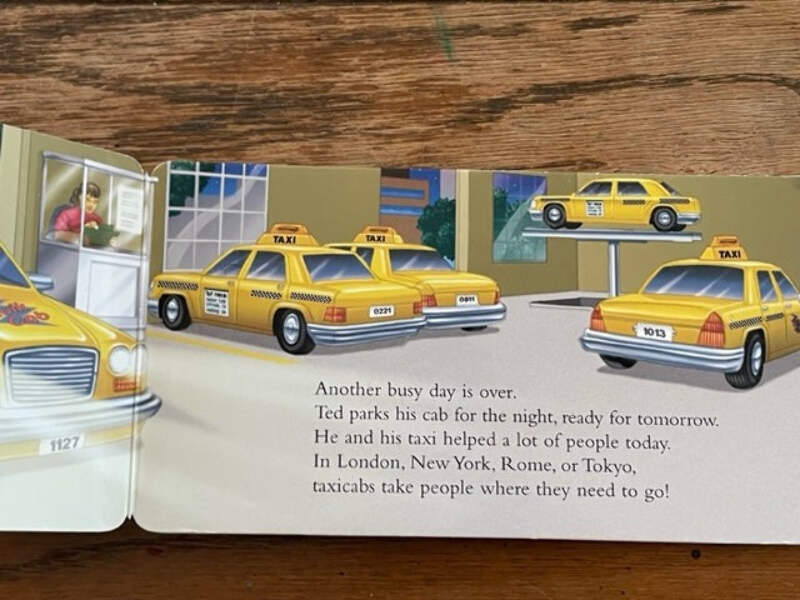 TAXI
TAXI
TAXI
0221
0811
1013
1127
Another busy day is over.
Ted parks his cab for the night, ready for tomorrow.
He and his taxi helped a lot of people today.
In London, New York, Rome, or Tokyo,
taxicabs take people where they need to go!